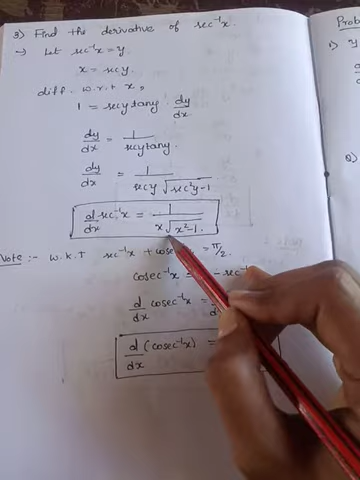 3) Find the derivative of sec⁻¹x.
→ Let sec⁻¹x = y.
x = secy.
diff. w.r.t x,
1 = secy tany · dy/dx
dy/dx = 1/(secy tany).
dy/dx = 1/(secy √(sec²y-1))
d/dx sec⁻¹x = 1/(x√(x²-1)).
Note :- w.k.T sec⁻¹x + cosec⁻¹x = π/2.
cosec⁻¹x = - sec⁻¹
d/dx cosec⁻¹x =
d/dx (cosec⁻¹x) =
Prob
1) y